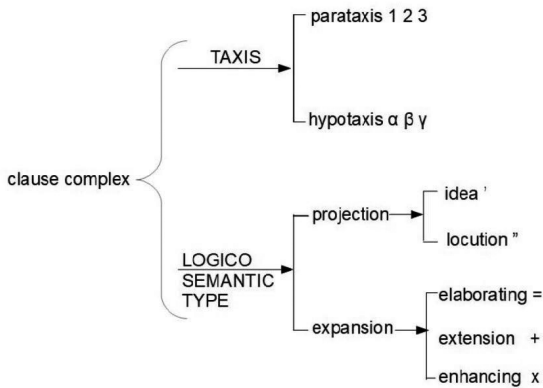 parataxis 1 2 3
TAXIS
hypotaxis α β γ
clause complex
idea '
projection
locution "
LOGICO
SEMANTIC
TYPE
elaborating =
expansion
extension +
enhancing x